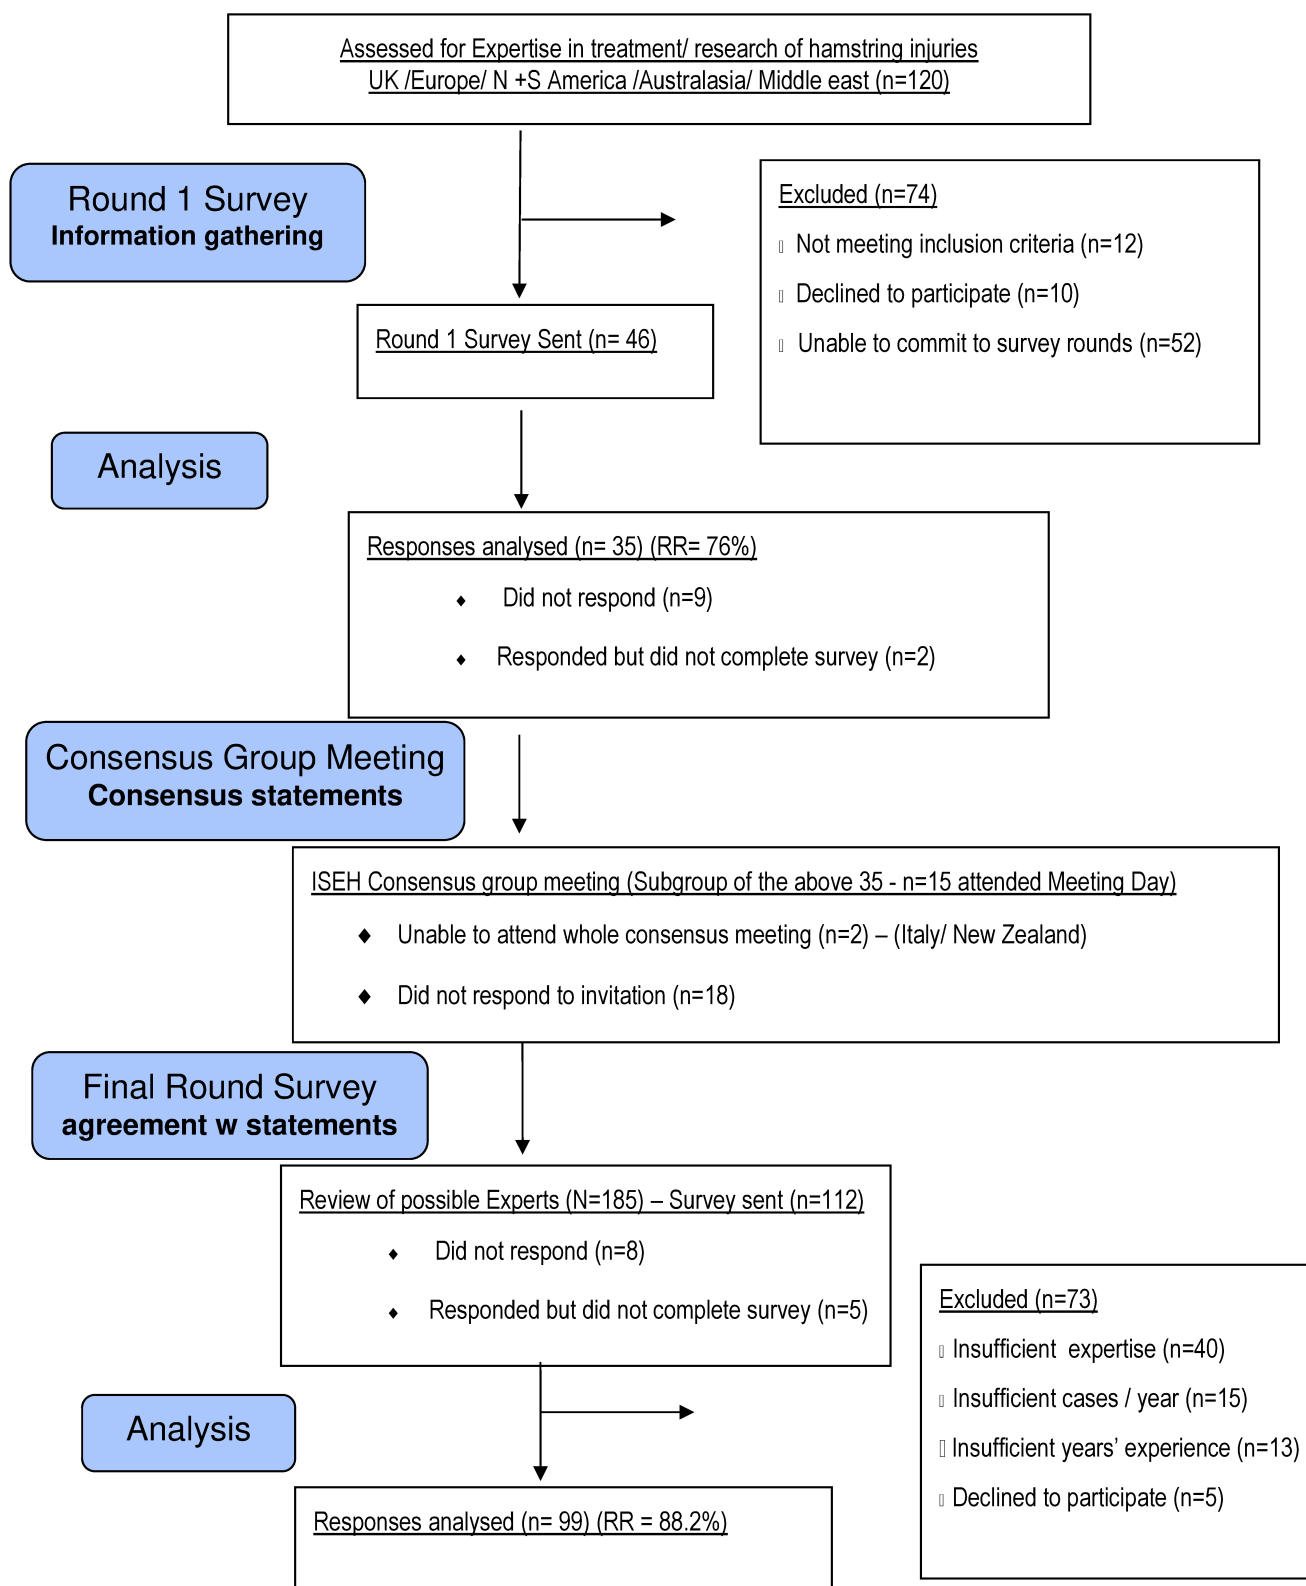 Assessed for Expertise in treatment/ research of hamstring injuries
UK /Europe/ N +S America /Australasia/ Middle east (n=120)
Round 1 Survey
Information gathering
Excluded (n=74)
Not meeting inclusion criteria (n=12)
Declined to participate (n=10)
Unable to commit to survey rounds (n=52)
Round 1 Survey Sent (n= 46)
Analysis
Responses analysed (n= 35) (RR= 76%)
Did not respond (n=9)
Responded but did not complete survey (n=2)
Consensus Group Meeting
Consensus statements
ISEH Consensus group meeting (Subgroup of the above 35 - n=15 attended Meeting Day)
Unable to attend whole consensus meeting (n=2) – (Italy/ New Zealand)
Did not respond to invitation (n=18)
Final Round Survey
agreement w statements
Review of possible Experts (N=185) – Survey sent (n=112)
Did not respond (n=8)
Responded but did not complete survey (n=5)
Excluded (n=73)
Insufficient expertise (n=40)
Insufficient cases / year (n=15)
Insufficient years’ experience (n=13)
Declined to participate (n=5)
Analysis
Responses analysed (n= 99) (RR = 88.2%)